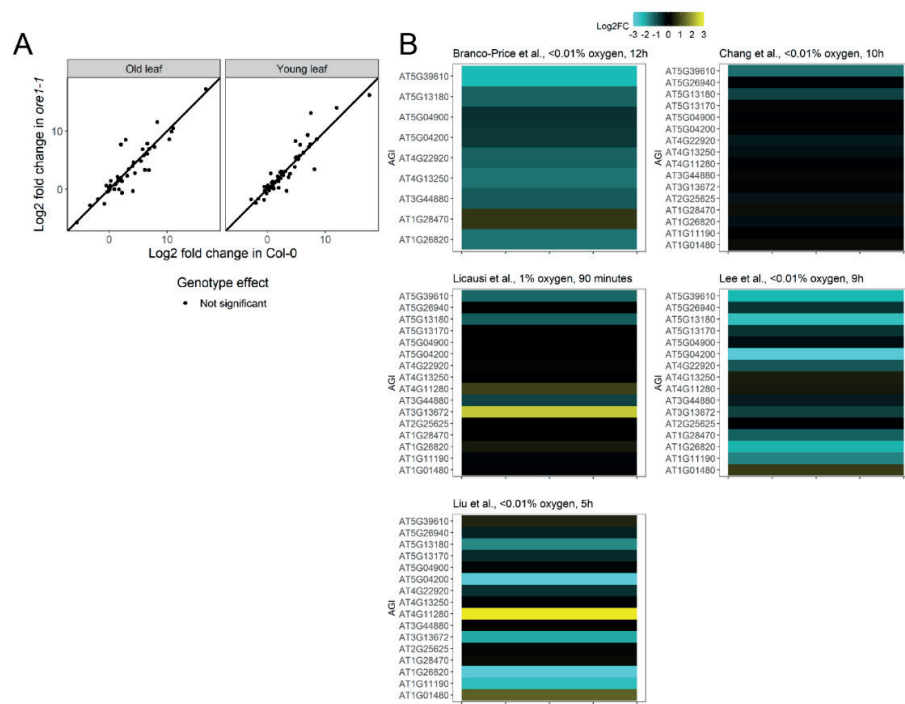 A
Old leaf
Young leaf
Log2 fold change in ore1-1
10
0
0
10
0
10
Log2 fold change in Col-0
Genotype effect
Not significant
B
Log2FC
-3 -2 -1 0 1 2 3
Branco-Price et al., <0.01% oxygen, 12h
AGI
AT5G39610
AT5G13180
AT5G04900
AT5G04200
AT4G22920
AT4G13250
AT3G44880
AT1G28470
AT1G26820
Chang et al., <0.01% oxygen, 10h
AGI
AT5G39610
AT5G26940
AT5G13180
AT5G13170
AT5G04900
AT5G04200
AT4G22920
AT4G13250
AT4G11280
AT3G44880
AT3G13672
AT2G25625
AT1G28470
AT1G26820
AT1G11190
AT1G01480
Licausi et al., 1% oxygen, 90 minutes
AGI
AT5G39610
AT5G26940
AT5G13180
AT5G13170
AT5G04900
AT5G04200
AT4G22920
AT4G13250
AT4G11280
AT3G44880
AT3G13672
AT2G25625
AT1G28470
AT1G26820
AT1G11190
AT1G01480
Lee et al., <0.01% oxygen, 9h
AGI
AT5G39610
AT5G26940
AT5G13180
AT5G13170
AT5G04900
AT5G04200
AT4G22920
AT4G13250
AT4G11280
AT3G44880
AT3G13672
AT2G25625
AT1G28470
AT1G26820
AT1G11190
AT1G01480
Liu et al., <0.01% oxygen, 5h
AGI
AT5G39610
AT5G26940
AT5G13180
AT5G13170
AT5G04900
AT5G04200
AT4G22920
AT4G13250
AT4G11280
AT3G44880
AT3G13672
AT2G25625
AT1G28470
AT1G26820
AT1G11190
AT1G01480